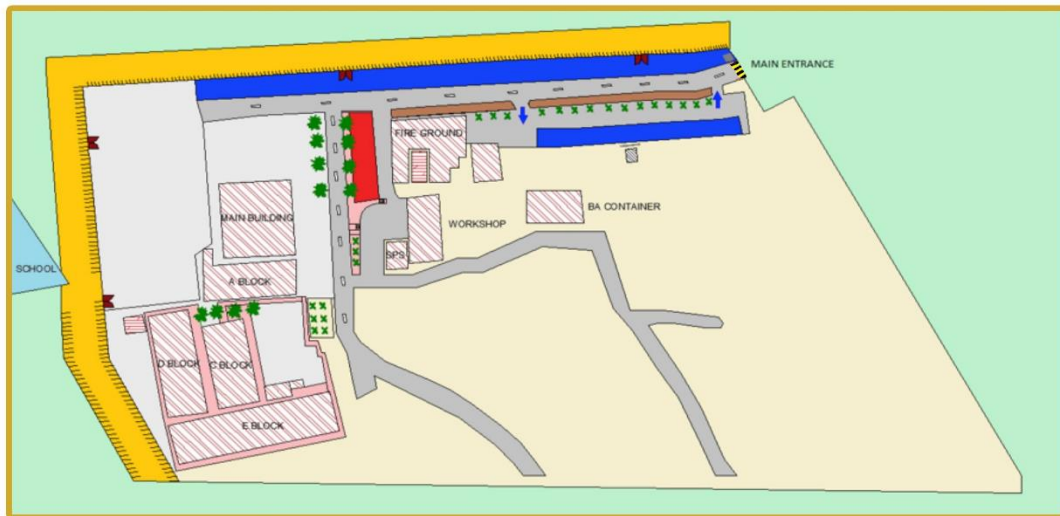 MAIN ENTRANCE
FIRE GROUND
MAIN BUILDING
WORKSHOP
BA CONTAINER
SPS
SCHOOL
A BLOCK
D BLOCK
C BLOCK
E BLOCK